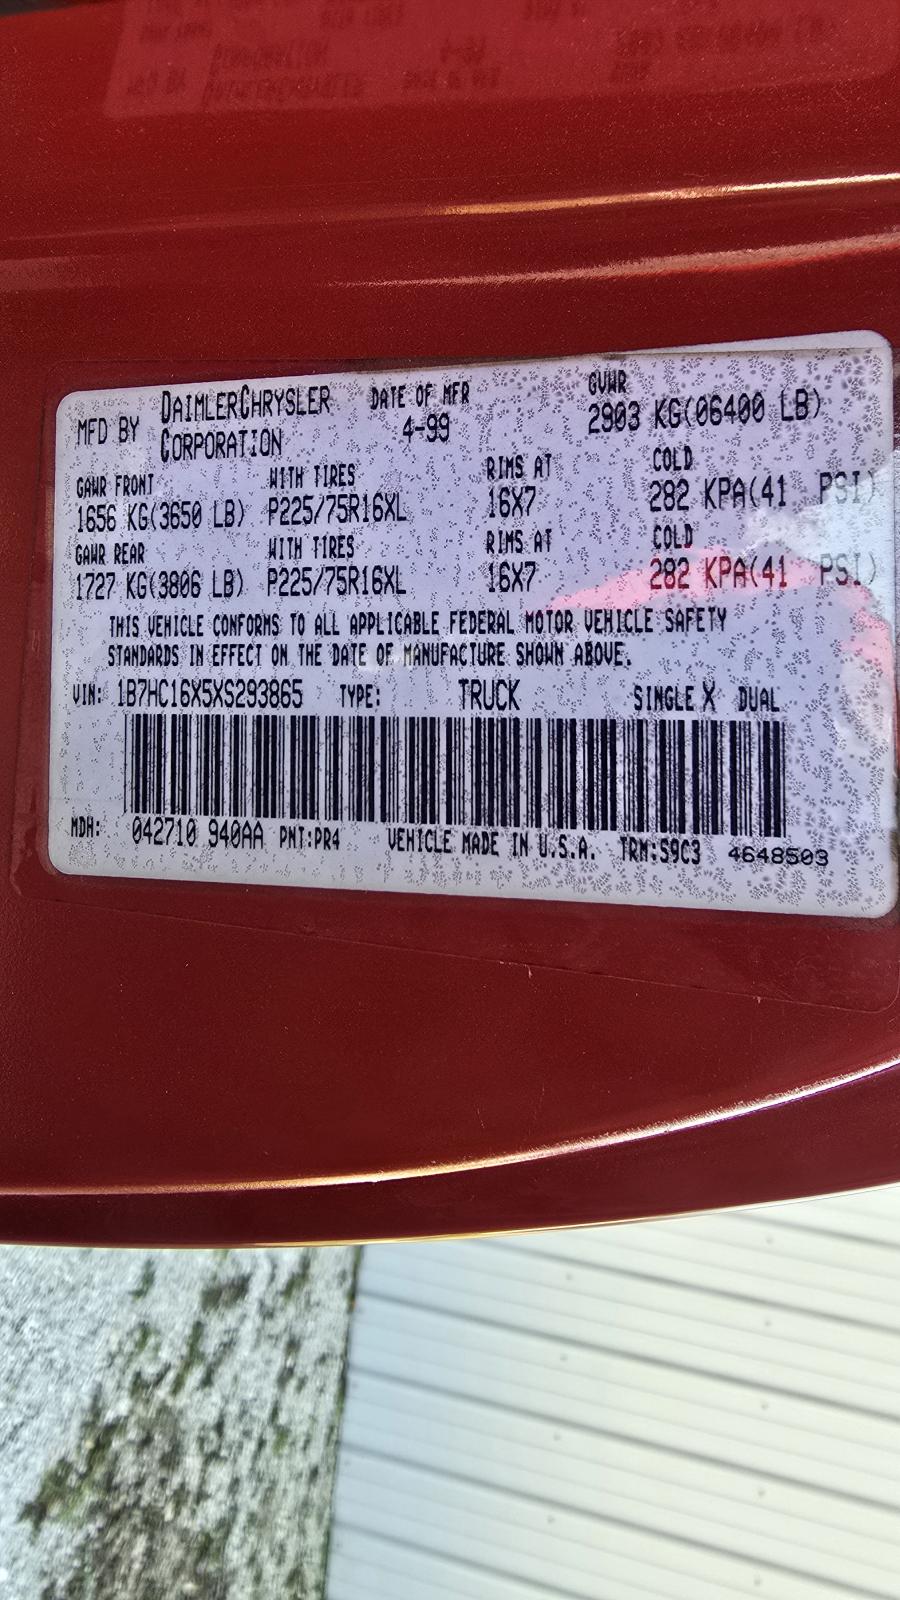 MFD BY DAIMLERCHRYSLER CORPORATION DATE OF MFR 4-99 GVWR 2903 KG(06400 LB)
GAWR FRONT WITH TIRES RIMS AT COLD
1656 KG(3650 LB) P225/75R16XL 16X7 282 KPA(41 PSI)
GAWR REAR WITH TIRES RIMS AT COLD
1727 KG(3806 LB) P225/75R16XL 16X7 282 KPA(41 PSI)
THIS VEHICLE CONFORMS TO ALL APPLICABLE FEDERAL MOTOR VEHICLE SAFETY
STANDARDS IN EFFECT ON THE DATE OF MANUFACTURE SHOWN ABOVE.
VIN: 1B7HC16X5XS293865 TYPE: TRUCK SINGLE X DUAL
MDH: 042710 940AA PNT:PR4 VEHICLE MADE IN U.S.A. TRM:S9C3 4648503